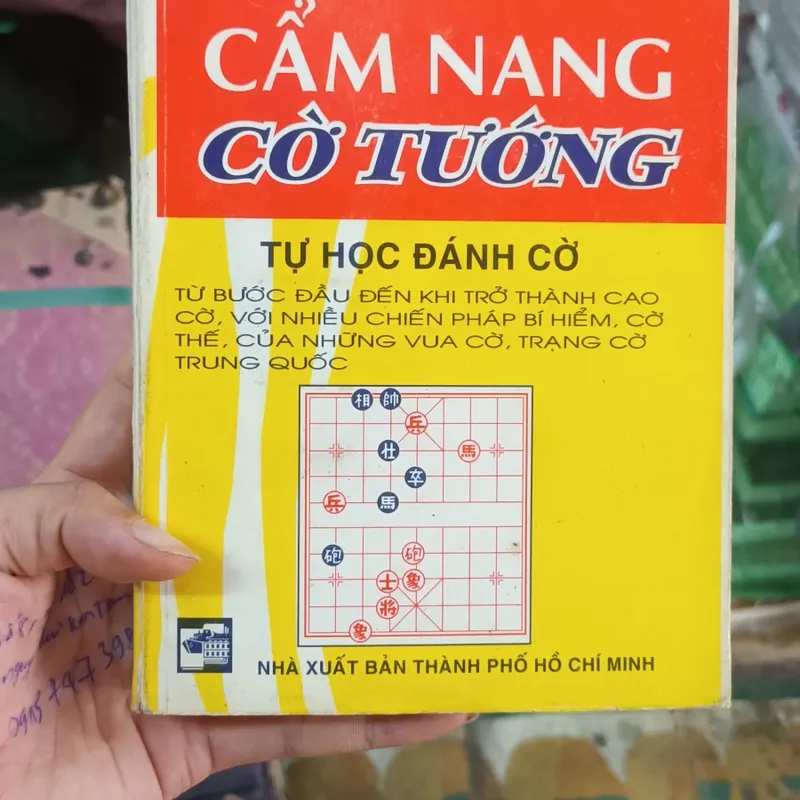 CẨM NANG
CỜ TƯỚNG
TỰ HỌC ĐÁNH CỜ
TỪ BƯỚC ĐẦU ĐẾN KHI TRỞ THÀNH CAO
CỜ, VỚI NHIỀU CHIẾN PHÁP BÍ HIỂM, CỜ
THẾ, CỦA NHỮNG VUA CỜ, TRẠNG CỜ
TRUNG QUỐC
相 帥
兵
仕 馬
卒
兵 馬
砲 砲
士 象
將
象
NHÀ XUẤT BẢN THÀNH PHỐ HỒ CHÍ MINH